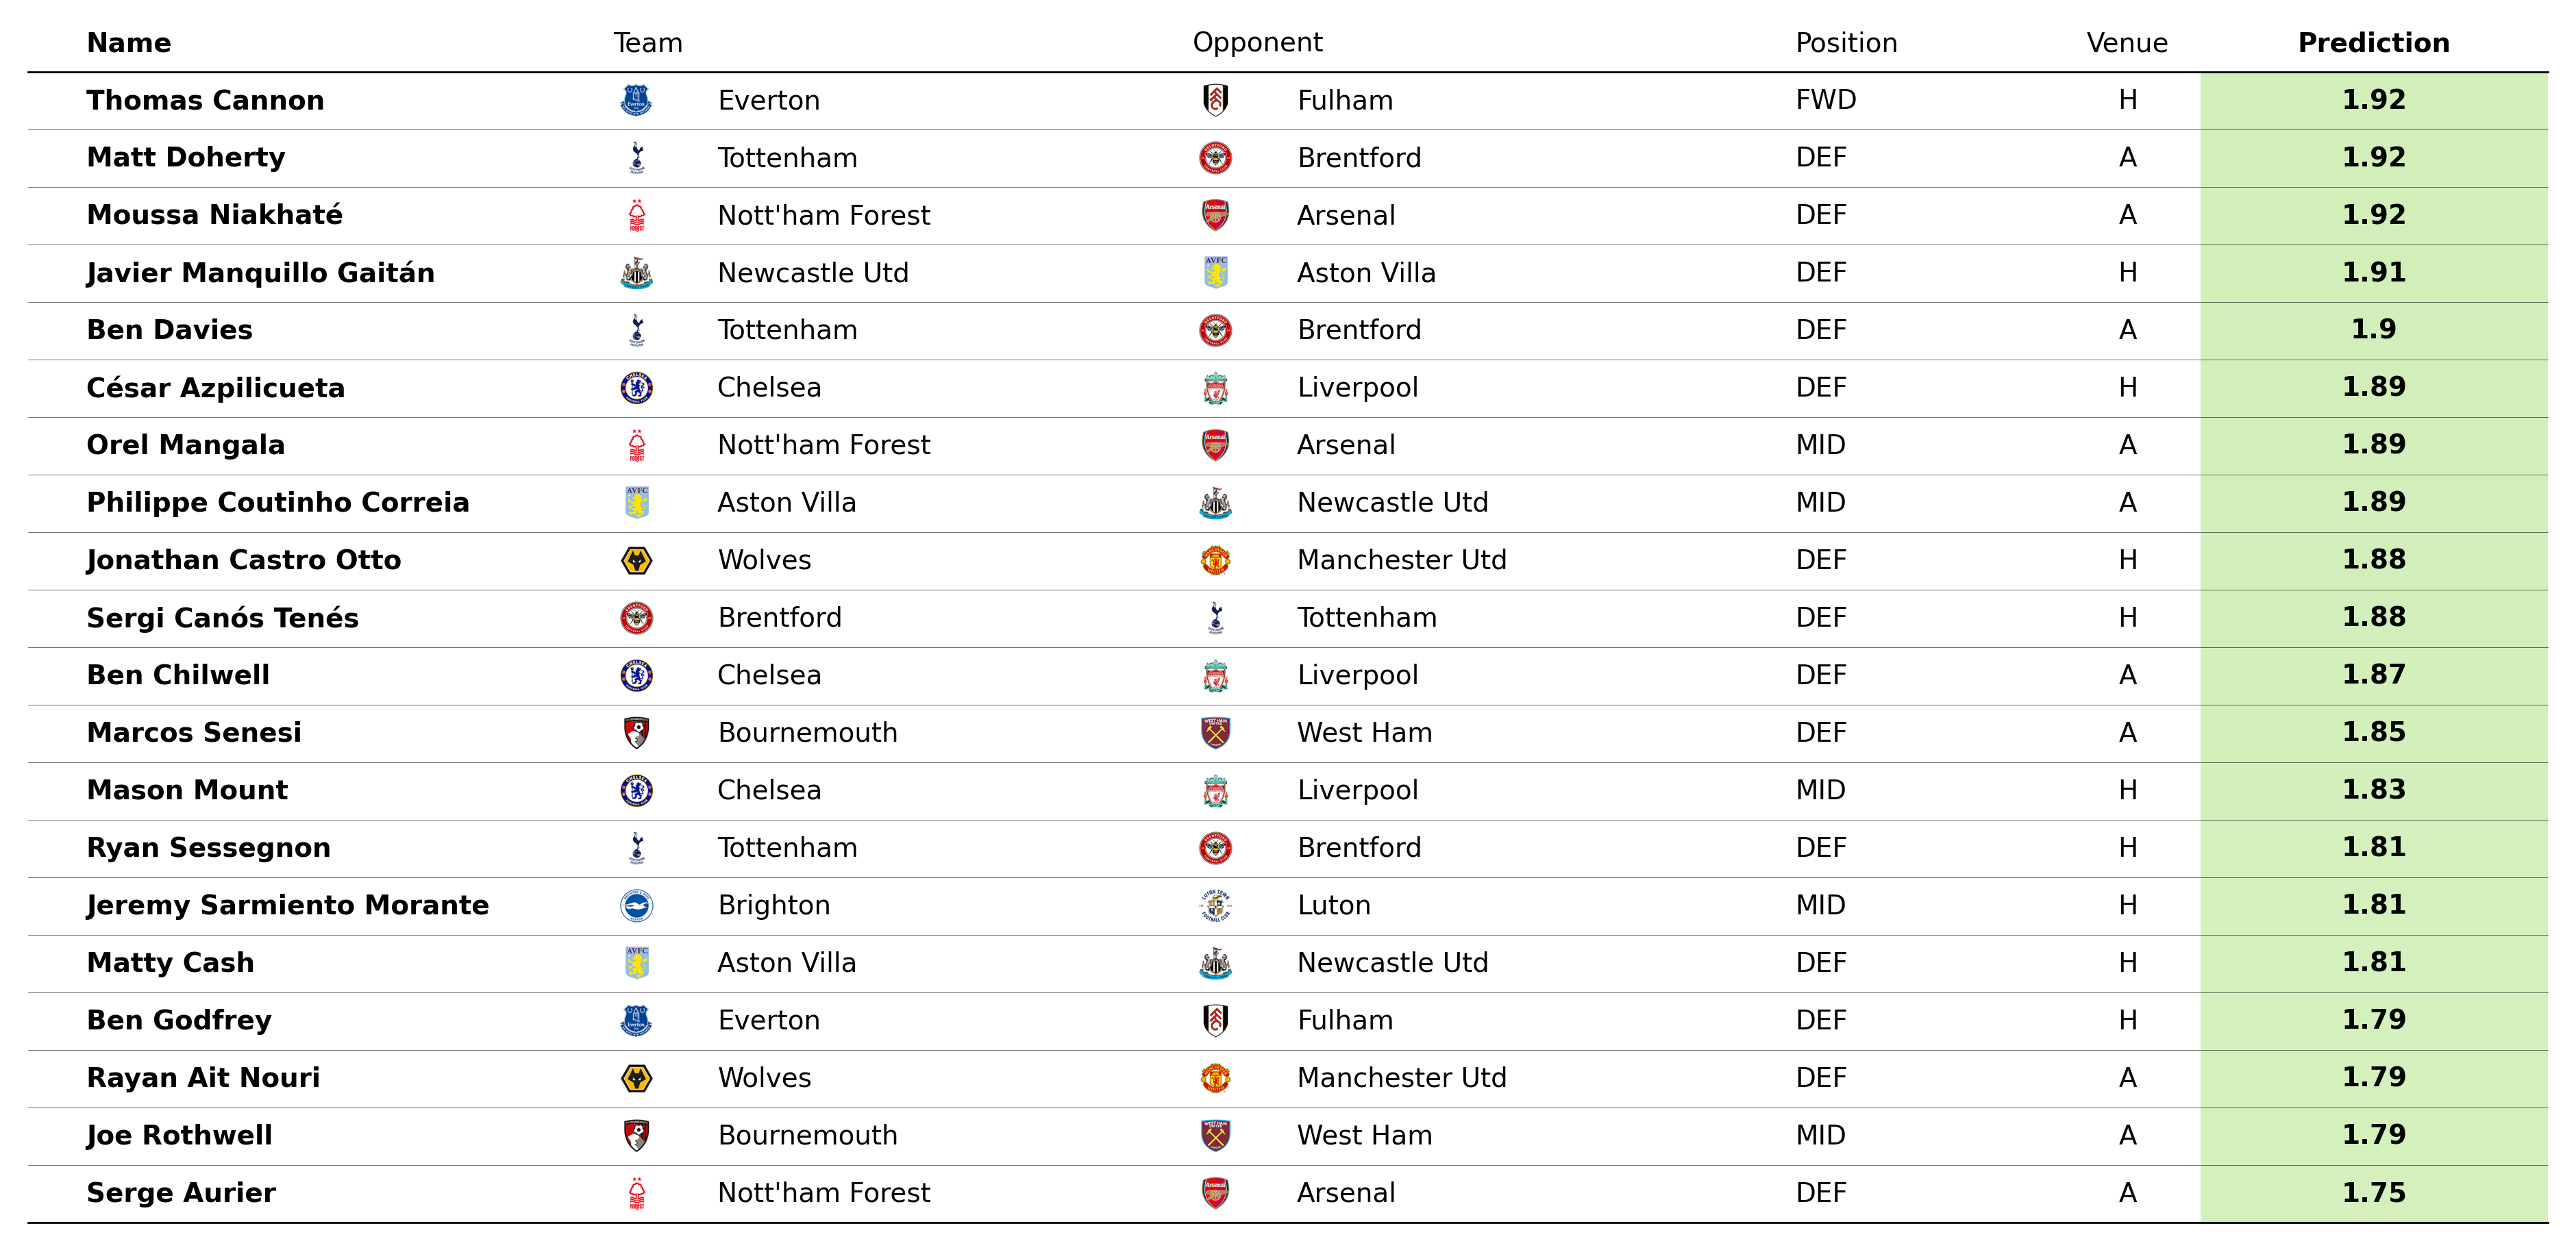 Name Team Opponent Position Venue Prediction
Thomas Cannon Everton Fulham FWD H 1.92
Matt Doherty Tottenham Brentford DEF A 1.92
Moussa Niakhaté Nott'ham Forest Arsenal DEF A 1.92
Javier Manquillo Gaitán Newcastle Utd Aston Villa DEF H 1.91
Ben Davies Tottenham Brentford DEF A 1.9
César Azpilicueta Chelsea Liverpool DEF H 1.89
Orel Mangala Nott'ham Forest Arsenal MID A 1.89
Philippe Coutinho Correia Aston Villa Newcastle Utd MID A 1.89
Jonathan Castro Otto Wolves Manchester Utd DEF H 1.88
Sergi Canós Tenés Brentford Tottenham DEF H 1.88
Ben Chilwell Chelsea Liverpool DEF A 1.87
Marcos Senesi Bournemouth West Ham DEF A 1.85
Mason Mount Chelsea Liverpool MID H 1.83
Ryan Sessegnon Tottenham Brentford DEF H 1.81
Jeremy Sarmiento Morante Brighton Luton MID H 1.81
Matty Cash Aston Villa Newcastle Utd DEF H 1.81
Ben Godfrey Everton Fulham DEF H 1.79
Rayan Ait Nouri Wolves Manchester Utd DEF A 1.79
Joe Rothwell Bournemouth West Ham MID A 1.79
Serge Aurier Nott'ham Forest Arsenal DEF A 1.75